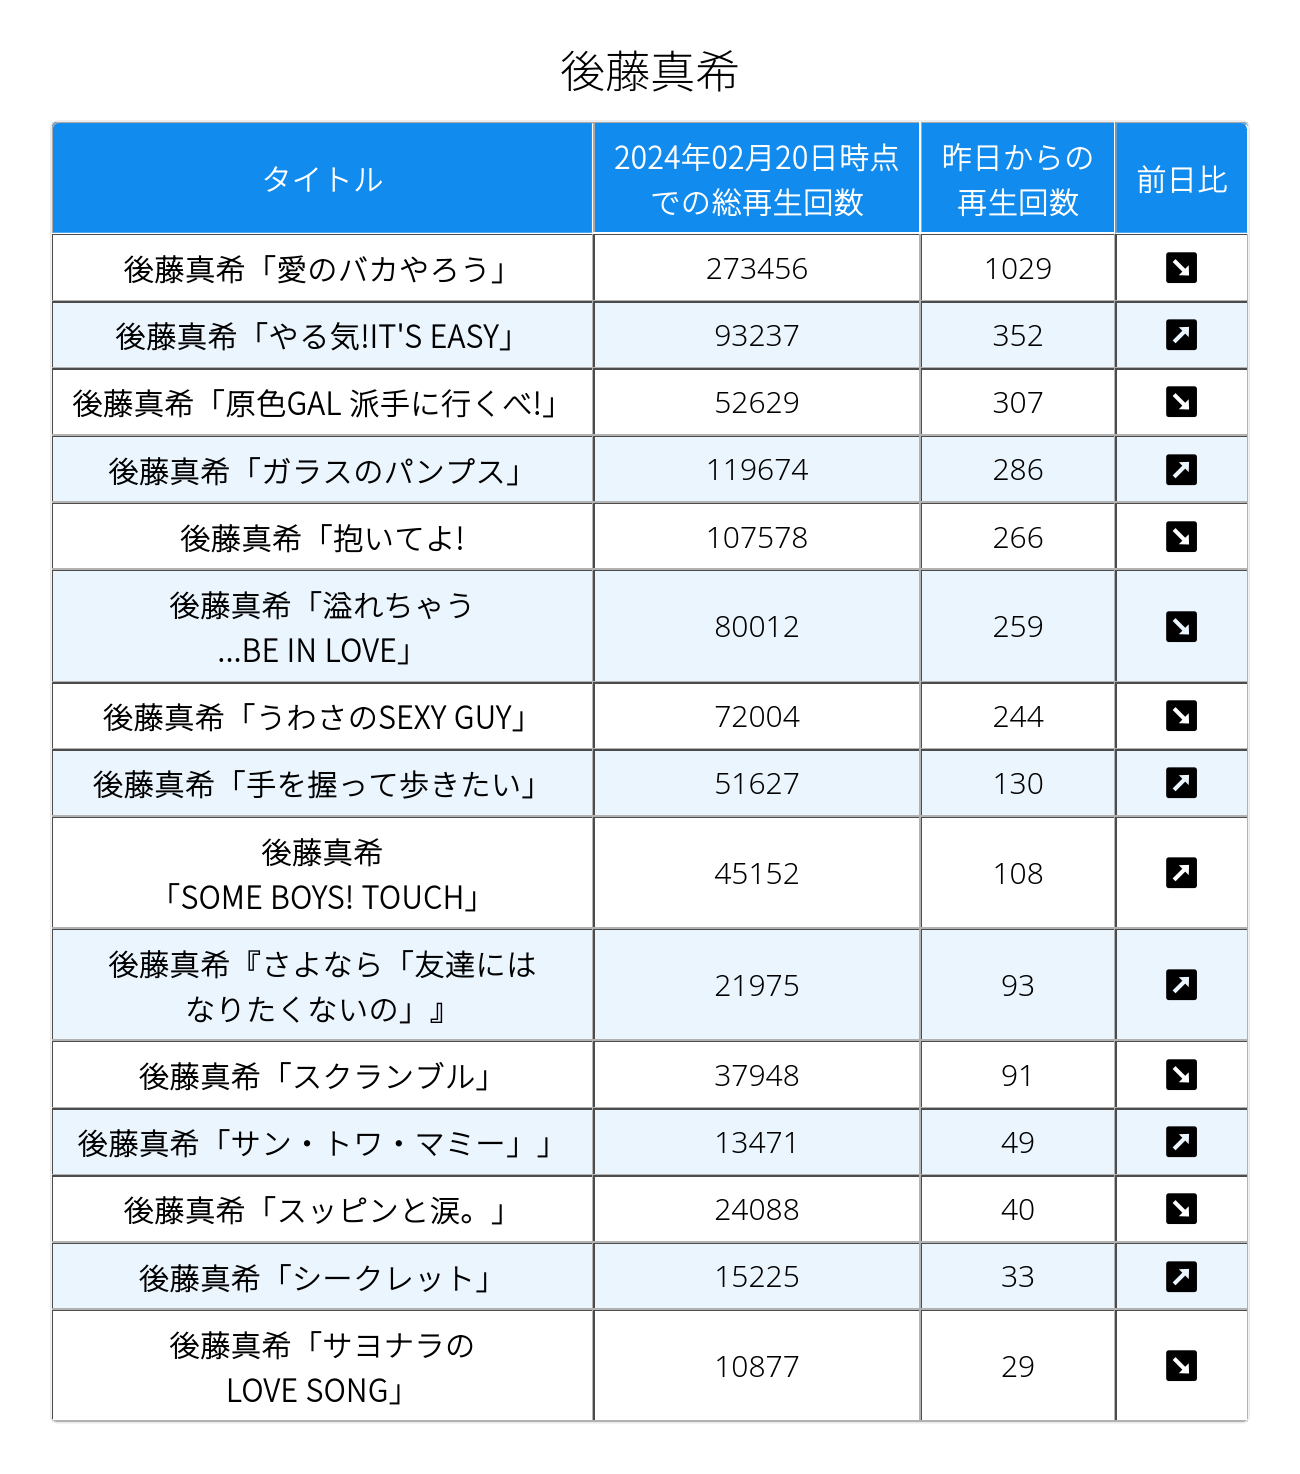 後藤真希
タイトル
2024年02月20日時点
での総再生回数
昨日からの
再生回数
前日比
後藤真希「愛のバカやろう」 273456 1029
後藤真希「やる気!IT'S EASY」 93237 352
後藤真希「原色GAL 派手に行くべ!」 52629 307
後藤真希「ガラスのパンプス」 119674 286
後藤真希「抱いてよ! 107578 266
後藤真希「溢れちゃう
...BE IN LOVE」 80012 259
後藤真希「うわさのSEXY GUY」 72004 244
後藤真希「手を握って歩きたい」 51627 130
後藤真希
「SOME BOYS! TOUCH」 45152 108
後藤真希『さよなら「友達には
なりたくないの」』 21975 93
後藤真希「スクランブル」 37948 91
後藤真希「サン・トワ・マミー」」 13471 49
後藤真希「スッピンと涙。」 24088 40
後藤真希「シークレット」 15225 33
後藤真希「サヨナラの
LOVE SONG」 10877 29